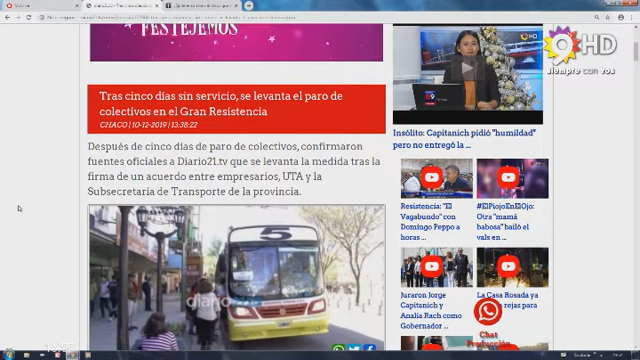 FESTEJEMOS
HD
siempre con vos
Tras cinco días sin servicio, se levanta el paro de
colectivos en el Gran Resistencia
CHACO | 10-12-2019 | 13:38:22
Después de cinco días de paro de colectivos, confirmaron
fuentes oficiales a Diario21.tv que se levanta la medida tras la
firma de un acuerdo entre empresarios, UTA y la
Subsecretaría de Transporte de la provincia.
5
diario
Insólito: Capitanich pidió "humildad"
pero no entregó la ...
Resistencia: "El
Vagabundo" con
Domingo Peppo a
horas ...
#ElPiojoEnElOjo:
Otra "mamá
babosa" bailó el
vals en ...
Juraron Jorge
Capitanich y
Analía Rach como
Gobernador ...
La Casa Rosada ya
rejas para
Chat
Producción